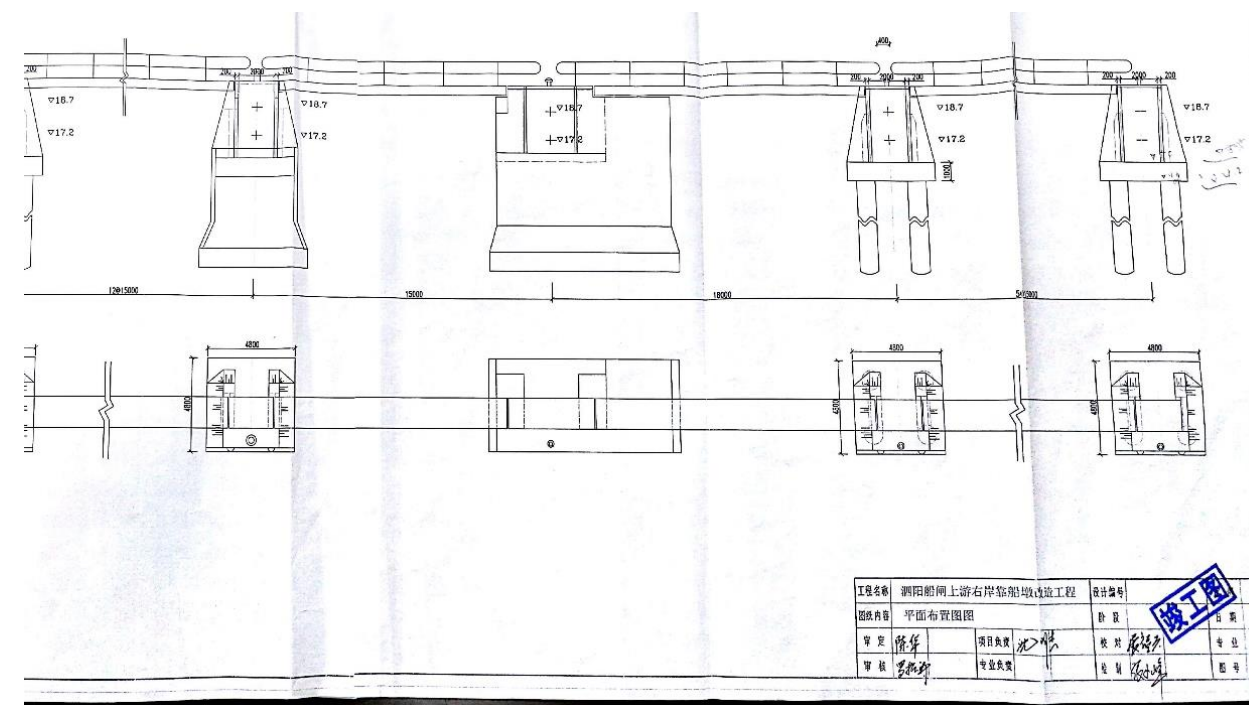 400
200 2000 200 2000 200 200 2000 200
200
▽18.7 ▽18.7 ▽18.7 ▽18.7 ▽18.7
▽17.2 ▽17.2 ▽17.2 ▽17.2 ▽17.2
1000
12@15000 15000 18000 5@15000
4800 4800 4800
4800 4800 4800
工程名称 泗阳船闸上游右岸靠船墩改造工程 设计编号
图纸内容 平面布置图图 阶段 日期
审定 陈华 项目负责 校对 专业
审核 专业负责 绘制 图号
竣工图